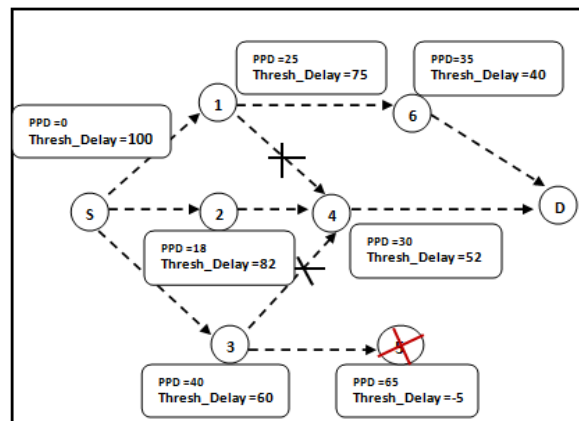 PPD =25
Thresh_Delay =75
PPD=35
Thresh_Delay =40
1
6
PPD =0
Thresh_Delay =100
S
2
4
D
PPD =18
Thresh_Delay =82
PPD =30
Thresh_Delay =52
3
5
PPD =40
Thresh_Delay =60
PPD =65
Thresh_Delay =-5